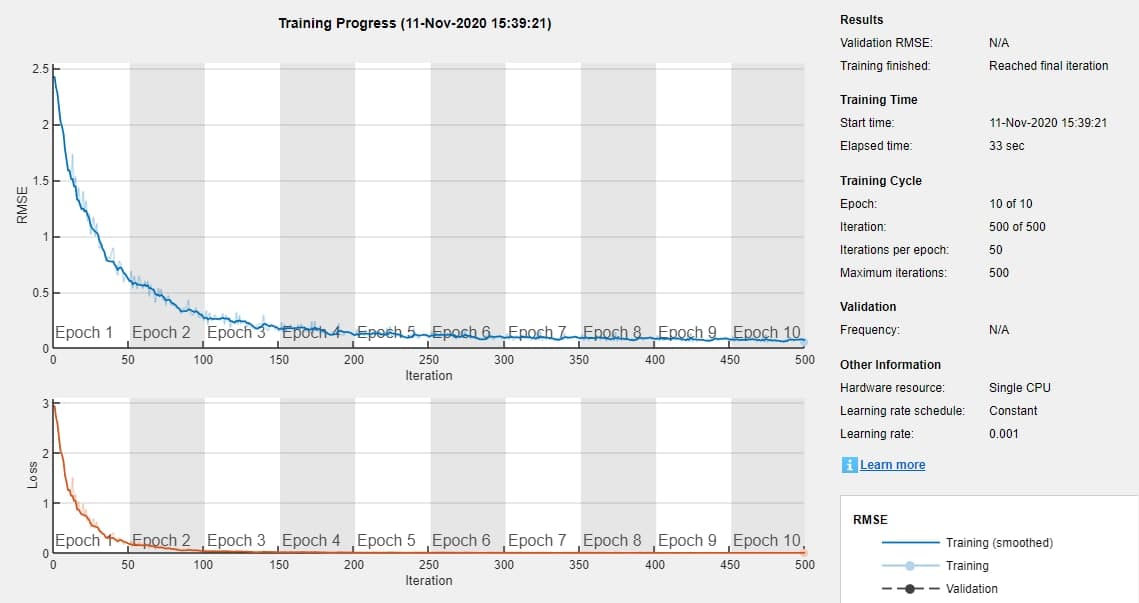 Training Progress (11-Nov-2020 15:39:21)
2.5
2
1.5
1
0.5
0
RMSE
Epoch 1 Epoch 2 Epoch 3 Epoch 4 Epoch 5 Epoch 6 Epoch 7 Epoch 8 Epoch 9 Epoch 10
0 50 100 150 200 250 300 350 400 450 500
Iteration
3
2
1
0
Loss
Epoch 1 Epoch 2 Epoch 3 Epoch 4 Epoch 5 Epoch 6 Epoch 7 Epoch 8 Epoch 9 Epoch 10
0 50 100 150 200 250 300 350 400 450 500
Iteration
Results
Validation RMSE: N/A
Training finished: Reached final iteration
Training Time
Start time: 11-Nov-2020 15:39:21
Elapsed time: 33 sec
Training Cycle
Epoch: 10 of 10
Iteration: 500 of 500
Iterations per epoch: 50
Maximum iterations: 500
Validation
Frequency: N/A
Other Information
Hardware resource: Single CPU
Learning rate schedule: Constant
Learning rate: 0.001
i Learn more
RMSE
Training (smoothed)
Training
Validation